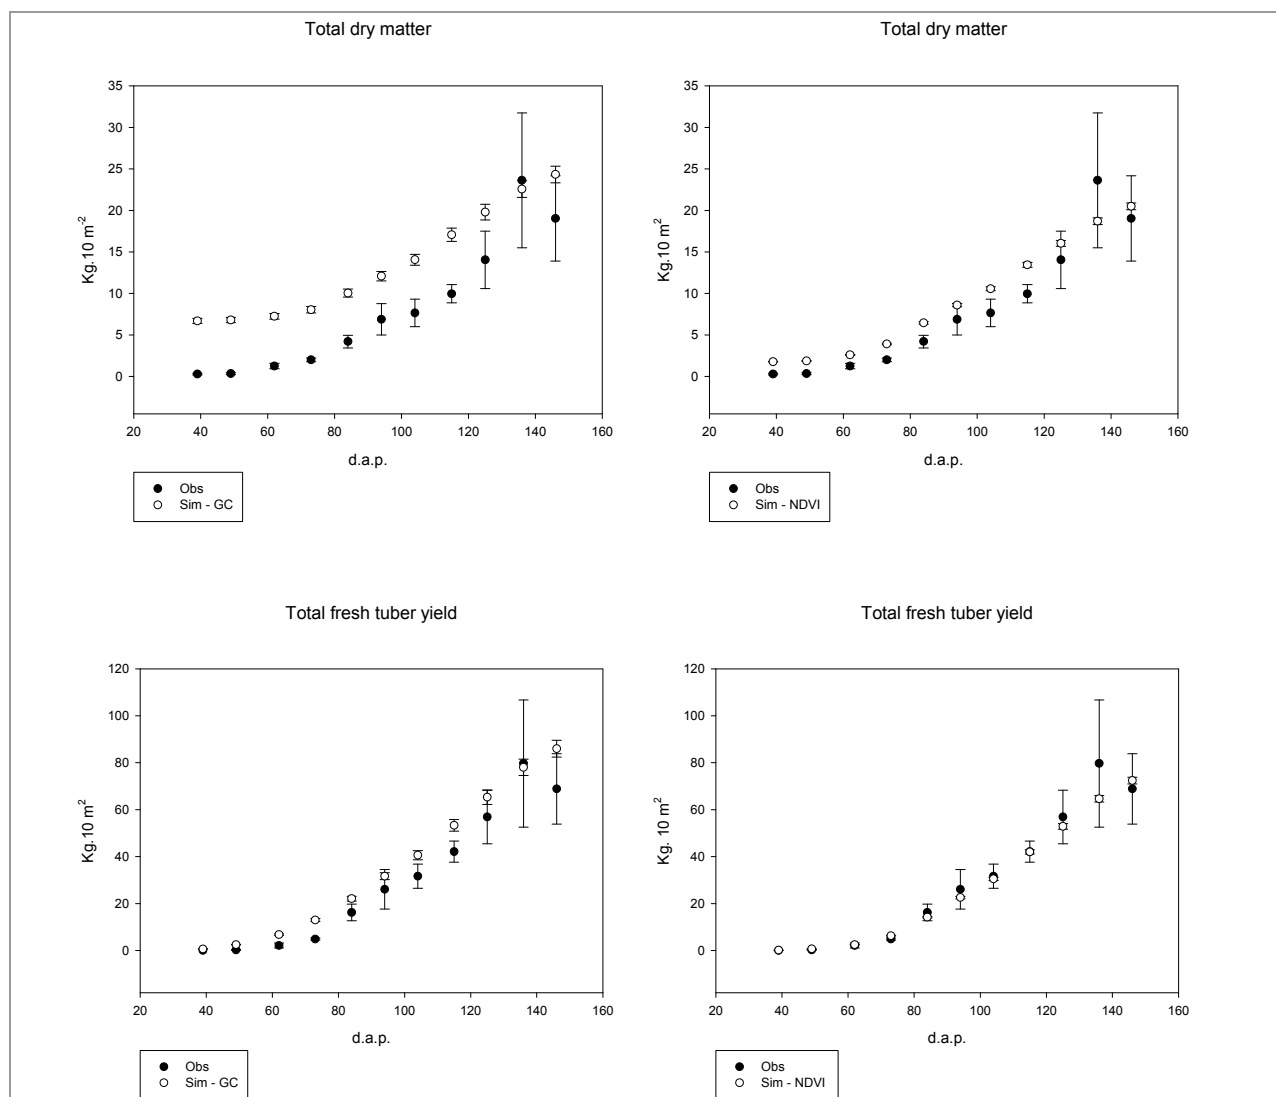 Total dry matter
35
30
25
20
15
10
5
0
Kg.10 m-2
20 40 60 80 100 120 140 160
d.a.p.
Obs
Sim - GC
Total dry matter
35
30
25
20
15
10
5
0
Kg.10 m2
20 40 60 80 100 120 140 160
d.a.p.
Obs
Sim - NDVI
Total fresh tuber yield
120
100
80
60
40
20
0
Kg.10 m2
20 40 60 80 100 120 140 160
d.a.p.
Obs
Sim - GC
Total fresh tuber yield
120
100
80
60
40
20
0
Kg.10 m2
20 40 60 80 100 120 140 160
d.a.p.
Obs
Sim - NDVI